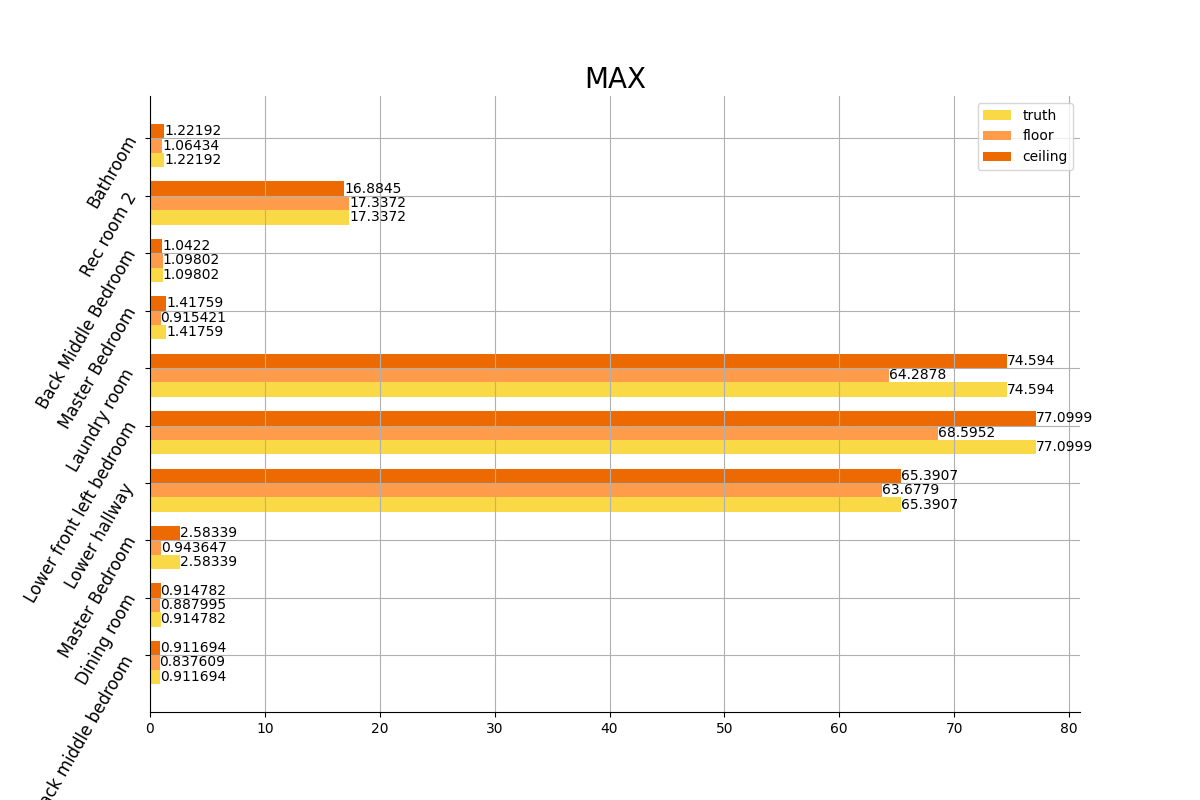 MAX
truth
floor
ceiling
Bathroom
1.22192
1.06434
1.22192
Rec room 2
16.8845
17.3372
17.3372
Back Middle Bedroom
1.0422
1.09802
1.09802
Master Bedroom
1.41759
0.915421
1.41759
Laundry room
74.594
64.2878
74.594
Lower front left bedroom
77.0999
68.5952
77.0999
Lower hallway
65.3907
63.6779
65.3907
Master Bedroom
2.58339
0.943647
2.58339
Dining room
0.914782
0.887995
0.914782
middle bedroom
0.911694
0.837609
0.911694
0 10 20 30 40 50 60 70 80